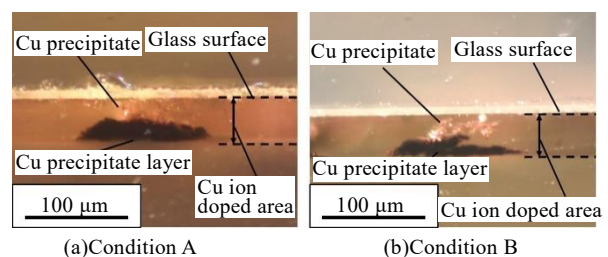 Cu precipitate
Glass surface
Cu precipitate layer
Cu ion
doped area
100 μm
(a)Condition A
Cu precipitate
Glass surface
Cu precipitate layer
Cu ion doped area
100 μm
(b)Condition B